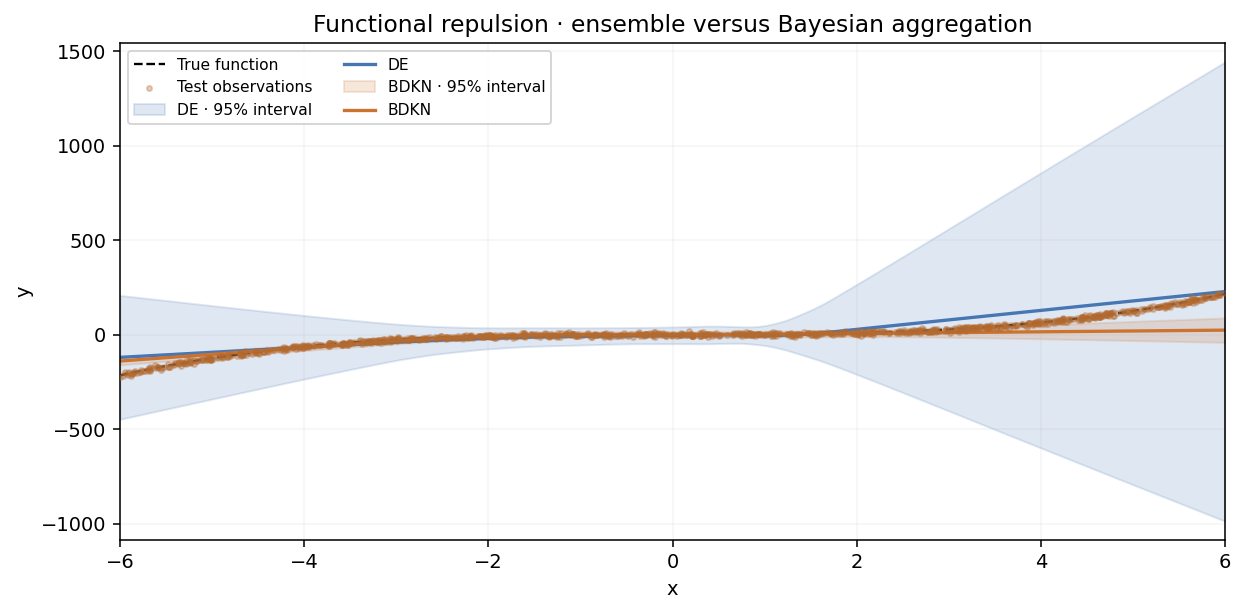 Functional repulsion · ensemble versus Bayesian aggregation
1500
1000
500
0
−500
−1000
y
True function
Test observations
DE · 95% interval
DE
BDKN · 95% interval
BDKN
−6
−4
−2
0
2
4
6
x